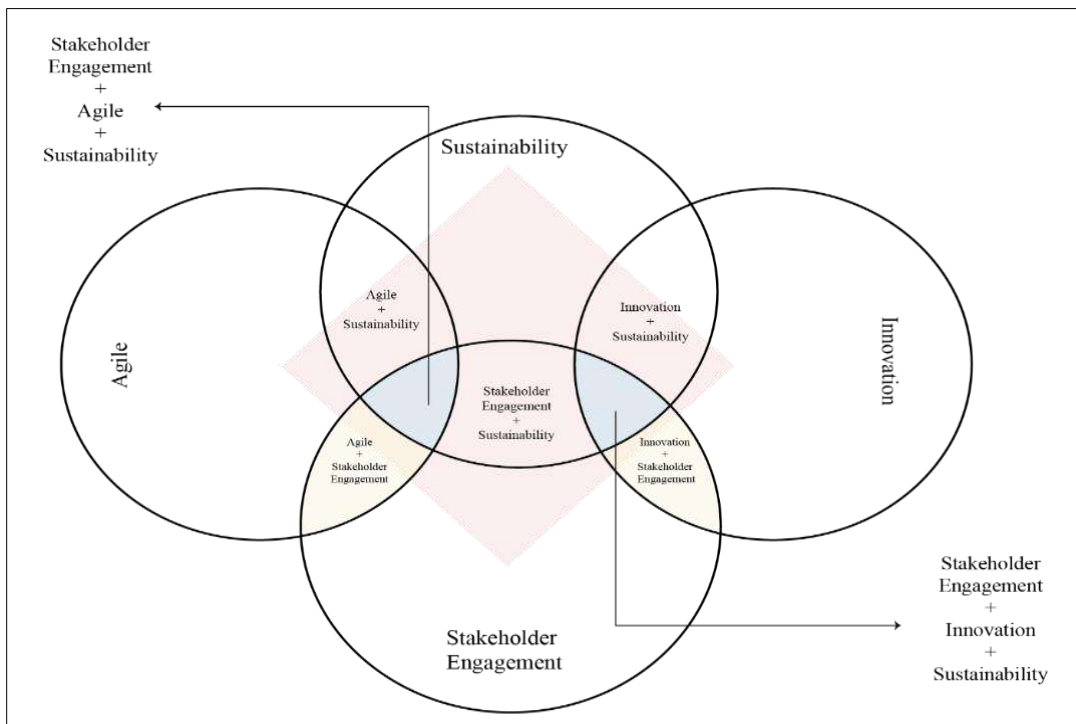 Stakeholder
Engagement
+
Agile
+
Sustainability
Sustainability
Agile
+
Sustainability
Innovation
+
Sustainability
Agile
Innovation
Stakeholder
Engagement
+
Sustainability
Agile
+
Stakeholder
Engagement
Innovation
+
Stakeholder
Engagement
Stakeholder
Engagement
Stakeholder
Engagement
+
Innovation
+
Sustainability